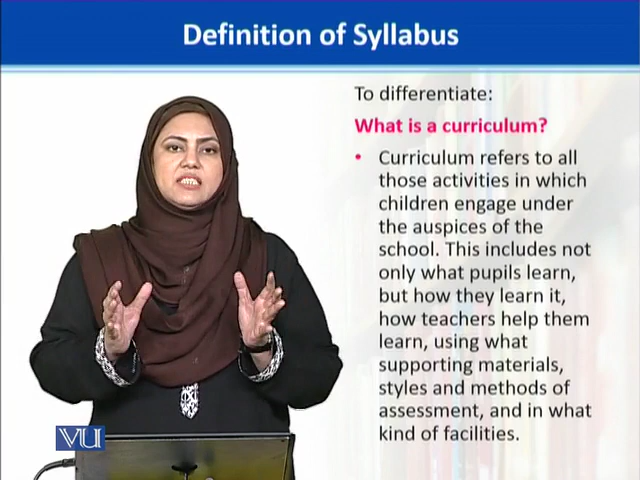 Definition of Syllabus
To differentiate:
What is a curriculum?
• Curriculum refers to all
those activities in which
children engage under
the auspices of the
school. This includes not
only what pupils learn,
but how they learn it,
how teachers help them
learn, using what
supporting materials,
styles and methods of
assessment, and in what
kind of facilities.
VU